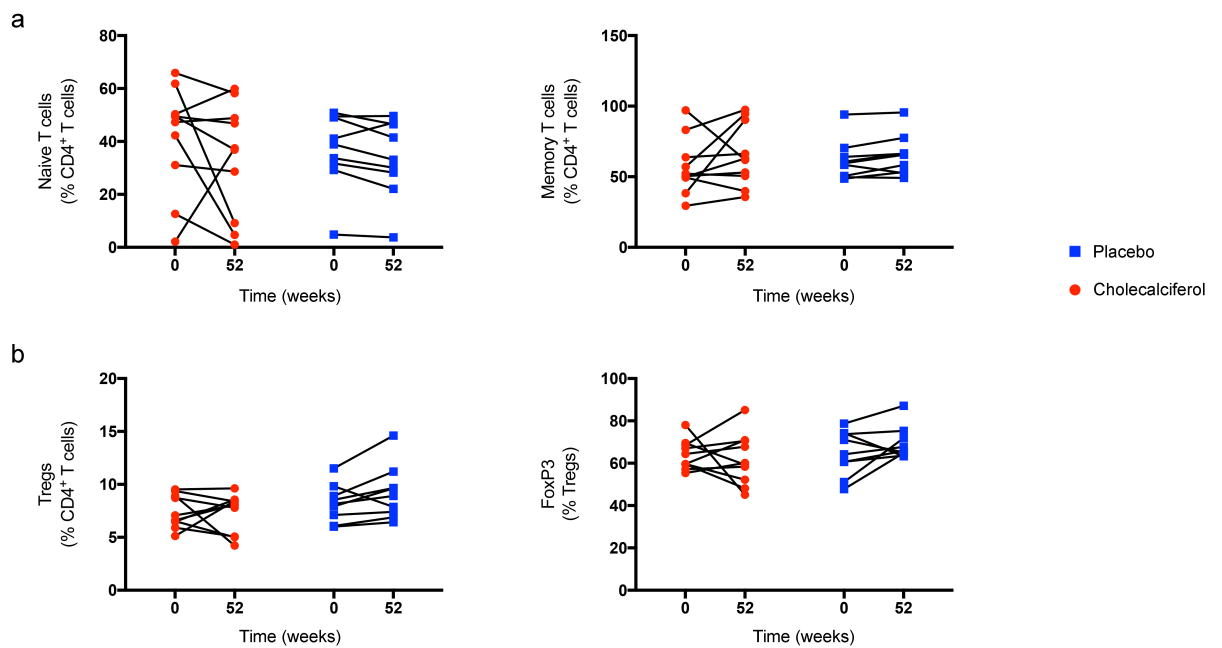 a
Naive T cells
(% CD4⁺ T cells)
80
60
40
20
0
0 52 0 52
Time (weeks)
Memory T cells
(% CD4⁺ T cells)
150
100
50
0
0 52 0 52
Time (weeks)
Placebo
Cholecalciferol
b
Tregs
(% CD4⁺ T cells)
20
15
10
5
0
0 52 0 52
Time (weeks)
FoxP3
(% Tregs)
100
80
60
40
20
0
0 52 0 52
Time (weeks)